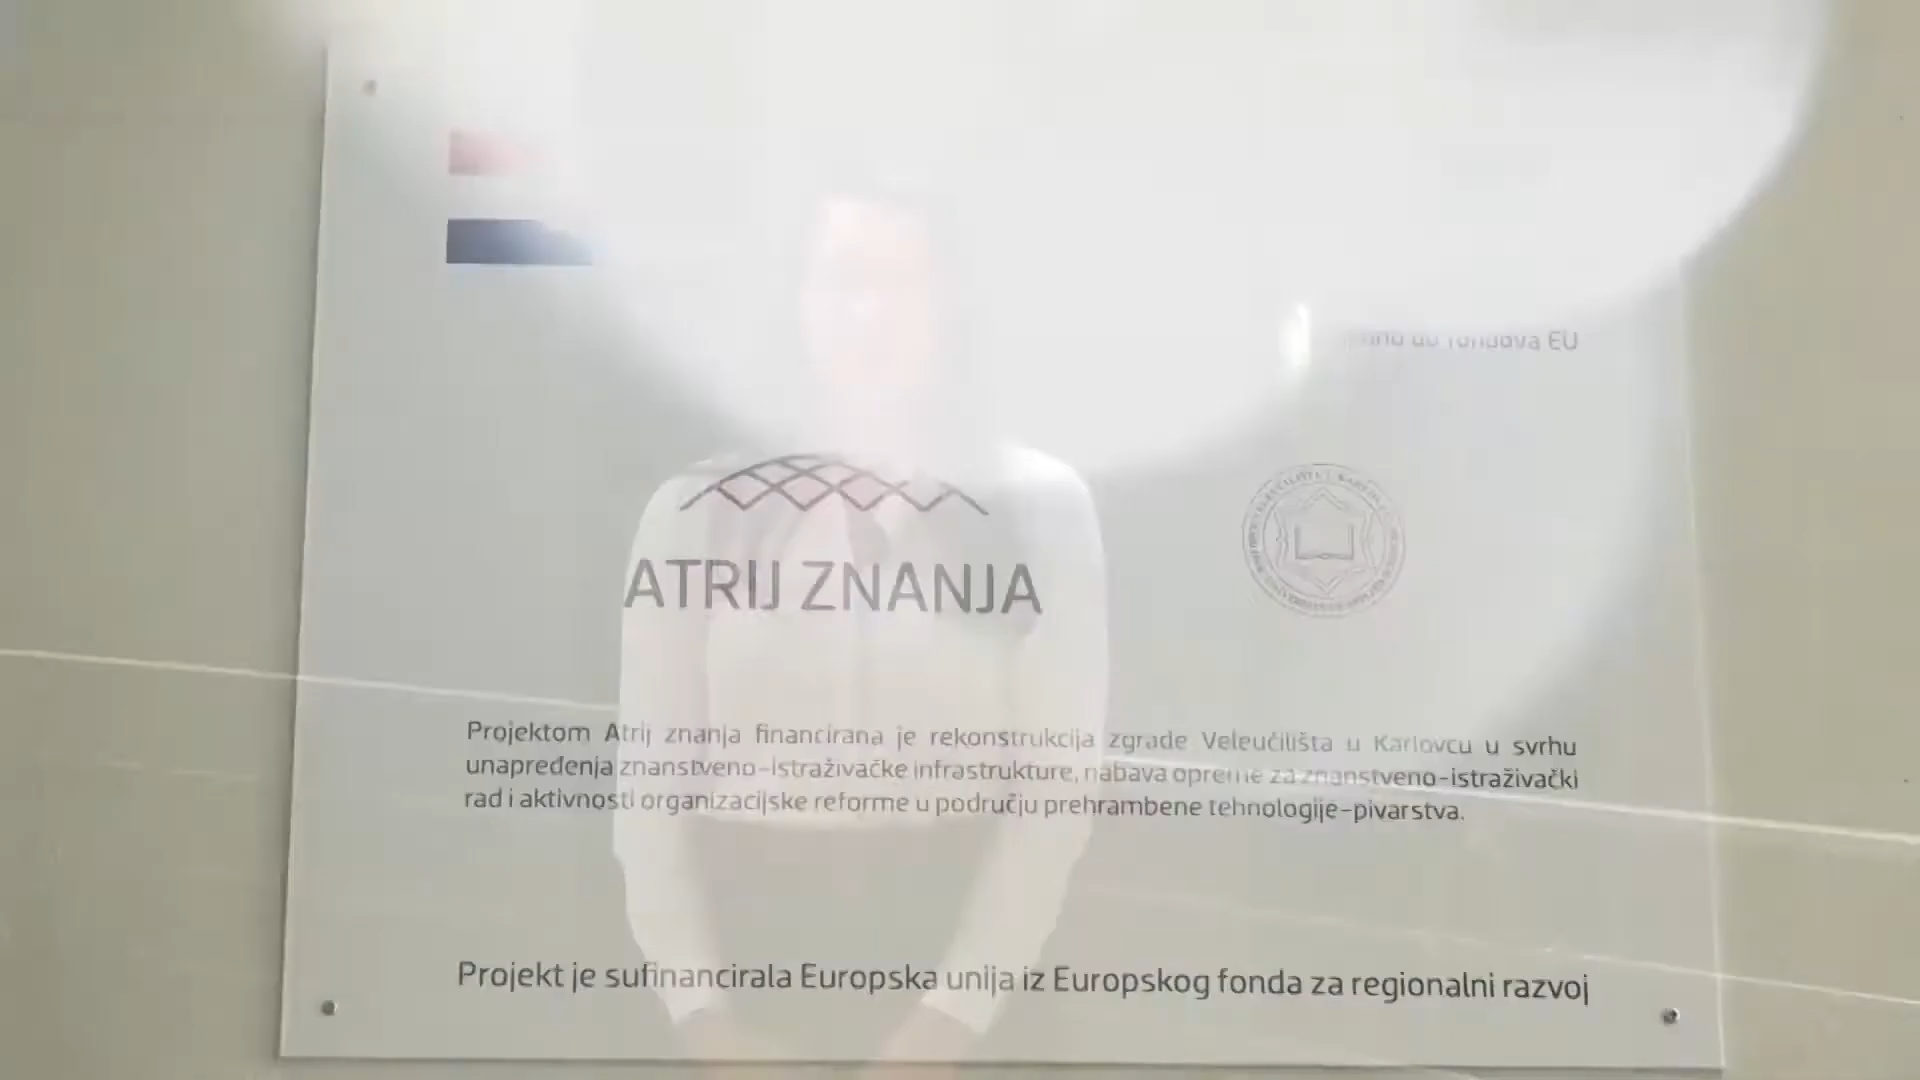 fondova EU
ATRIJ ZNANJA
Projektom Atrij znanja financirana je rekonstrukcija zgrade Veleučilišta u Karlovcu u svrhu
unapređenja znanstveno-istraživačke infrastrukture, nabava opreme za znanstveno-istraživački
rad i aktivnosti organizacijske reforme u području prehrambene tehnologije-pivarstva.
Projekt je sufinancirala Europska unija iz Europskog fonda za regionalni razvoj